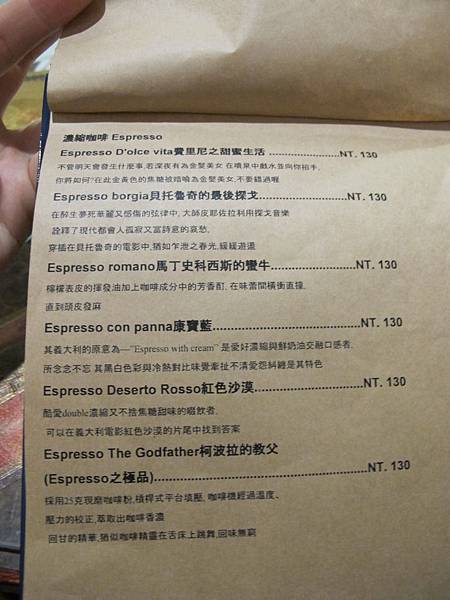 濃縮咖啡 Espresso
Espresso D'olce vita費里尼之甜蜜生活 ......................NT. 130
不管明天會發生什麼事,若深夜有為金髮美女 在噴泉中戲水並向你招手,
你將如何?在此金黃色的焦糖被暗喻為金髮美女,不要錯過喔
Espresso borgia貝托魯奇的最後探戈...........................NT. 130
在醉生夢死華麗又感傷的弦律中, 大師皮耶佐拉利用探戈音樂
詮釋了現代都會人孤寂又富詩意的哀愁,
穿插在貝托魯奇的電影中,猶如乍洩之春光,緩緩遊盪
Espresso romano馬丁史科西斯的蠻牛.........................NT. 130
檸檬表皮的揮發油加上咖啡成分中的芳香酊, 在味蕾間橫衝直撞,
直到頭皮發麻
Espresso con panna康寶藍............................................NT. 130
其義大利的原意為—"Espresso with cream" 是愛好濃縮與鮮奶油交融口感者,
所念念不忘 其黑白色彩與冷熱對比味覺牽扯不清愛怨糾纏是其特色
Espresso Deserto Rosso紅色沙漠.................................NT. 130
酷愛double濃縮又不捨焦糖甜味的啜飲者,
可以在義大利電影紅色沙漠的片尾中找到答案
Espresso The Godfather柯波拉的教父
(Espresso之極品).......................................................NT. 130
採用25克現磨咖啡粉,槓桿式平台填壓, 咖啡機經過溫度、
壓力的校正,萃取出咖啡香濃
回甘的精華,猶似咖啡精靈在舌床上跳舞,回味無窮